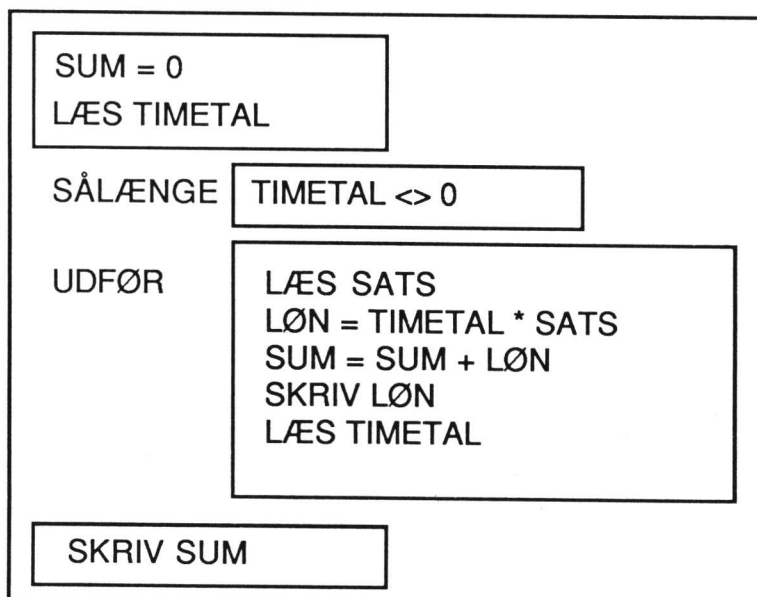 SUM = 0
LÆS TIMETAL
SÅLÆNGE TIMETAL <> 0
UDFØR LÆS SATS
LØN = TIMETAL * SATS
SUM = SUM + LØN
SKRIV LØN
LÆS TIMETAL
SKRIV SUM